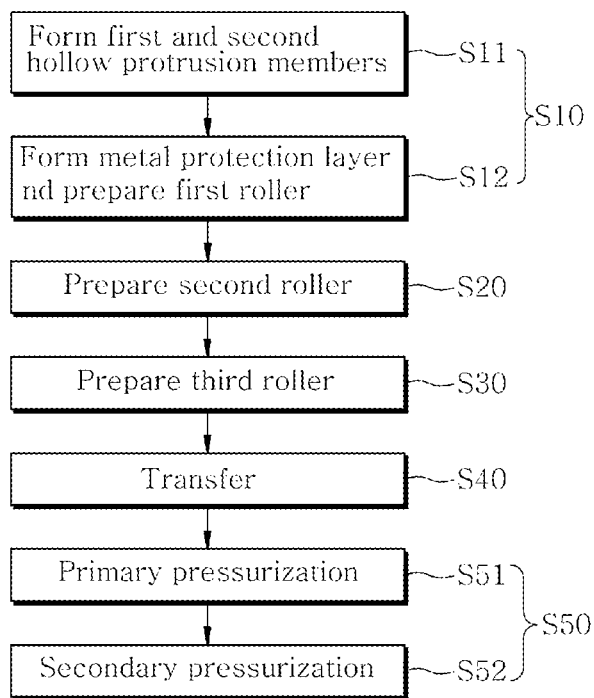 Form first and second
hollow protrusion members
S11
S10
Form metal protection layer
nd prepare first roller
S12
Prepare second roller
S20
Prepare third roller
S30
Transfer
S40
Primary pressurization
S51
S50
Secondary pressurization
S52